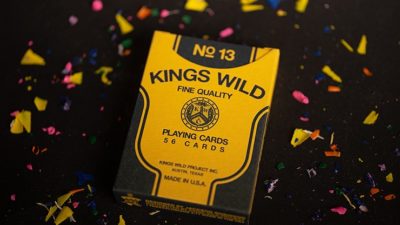 No 13
KINGS WILD
FINE QUALITY
PLAYING CARDS
56 CARDS
KINGS WILD PROJECT INC.
AUSTIN, TEXAS
MADE IN U.S.A.